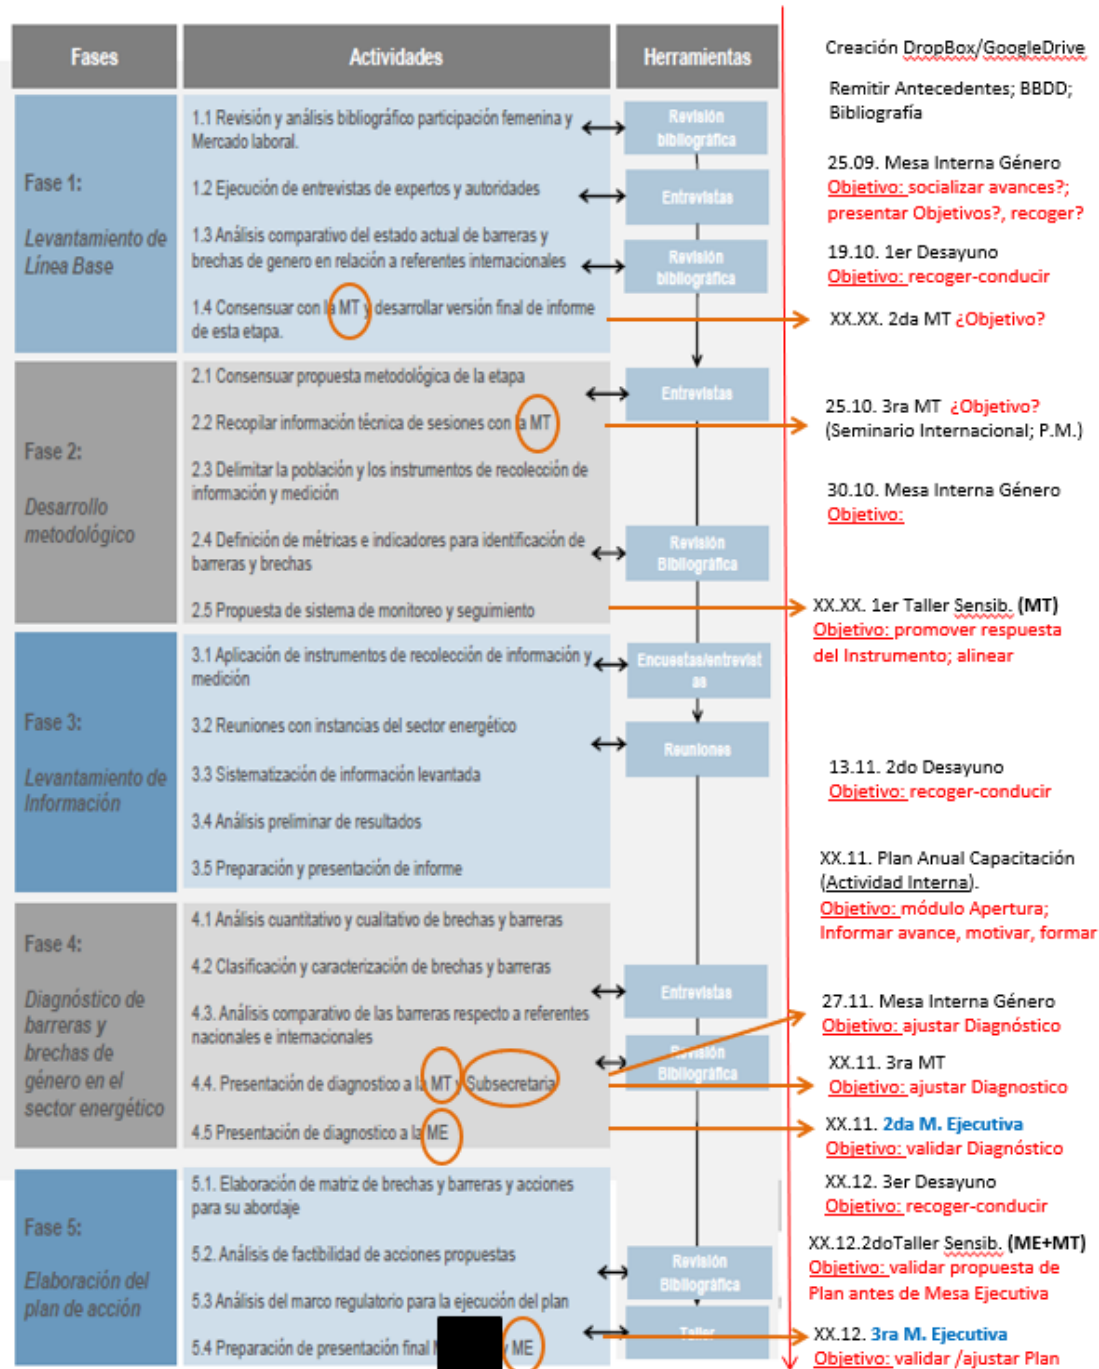 Fases
Actividades
Herramientas
Fase 1:
Levantamiento de
Línea Base
1.1 Revisión y análisis bibliográfico participación femenina y
Mercado laboral.
1.2 Ejecución de entrevistas de expertos y autoridades
1.3 Análisis comparativo del estado actual de barreras y
brechas de genero en relación a referentes internacionales
1.4 Consensuar con la MT y desarrollar versión final de informe
de esta etapa.
Revisión
bibliográfica
Entrevistas
Revisión
bibliográfica
Fase 2:
Desarrollo
metodológico
2.1 Consensuar propuesta metodológica de la etapa
2.2 Recopilar información técnica de sesiones con la MT
2.3 Delimitar la población y los instrumentos de recolección de
información y medición
2.4 Definición de métricas e indicadores para identificación de
barreras y brechas
2.5 Propuesta de sistema de monitoreo y seguimiento
Entrevistas
Revisión
Bibliográfica
Fase 3:
Levantamiento de
Información
3.1 Aplicación de instrumentos de recolección de información y
medición
3.2 Reuniones con instancias del sector energético
3.3 Sistematización de información levantada
3.4 Análisis preliminar de resultados
3.5 Preparación y presentación de informe
Encuestas/entrevist
as
Reuniones
Fase 4:
Diagnóstico de
barreras y
brechas de
género en el
sector energético
4.1 Análisis cuantitativo y cualitativo de brechas y barreras
4.2 Clasificación y caracterización de brechas y barreras
4.3. Análisis comparativo de las barreras respecto a referentes
nacionales e internacionales
4.4. Presentación de diagnostico a la MT y Subsecretaria
4.5 Presentación de diagnostico a la ME
Entrevistas
Revisión
Bibliográfica
Fase 5:
Elaboración del
plan de acción
5.1. Elaboración de matriz de brechas y barreras y acciones
para su abordaje
5.2. Análisis de factibilidad de acciones propuestas
5.3 Análisis del marco regulatorio para la ejecución del plan
5.4 Preparación de presentación final y ME
Revisión
Bibliográfica
Taller
Creación DropBox/GoogleDrive
Remitir Antecedentes; BBDD;
Bibliografía
25.09. Mesa Interna Género
Objetivo: socializar avances?;
presentar Objetivos?, recoger?
19.10. 1er Desayuno
Objetivo: recoger-conducir
XX.XX. 2da MT ¿Objetivo?
25.10. 3ra MT ¿Objetivo?
(Seminario Internacional; P.M.)
30.10. Mesa Interna Género
Objetivo:
XX.XX. 1er Taller Sensib. (MT)
Objetivo: promover respuesta
del Instrumento; alinear
13.11. 2do Desayuno
Objetivo: recoger-conducir
XX.11. Plan Anual Capacitación
(Actividad Interna).
Objetivo: módulo Apertura;
Informar avance, motivar, formar
27.11. Mesa Interna Género
Objetivo: ajustar Diagnóstico
XX.11. 3ra MT
Objetivo: ajustar Diagnostico
XX.11. 2da M. Ejecutiva
Objetivo: validar Diagnóstico
XX.12. 3er Desayuno
Objetivo: recoger-conducir
XX.12.2doTaller Sensib. (ME+MT)
Objetivo: validar propuesta de
Plan antes de Mesa Ejecutiva
XX.12. 3ra M. Ejecutiva
Objetivo: validar /ajustar Plan